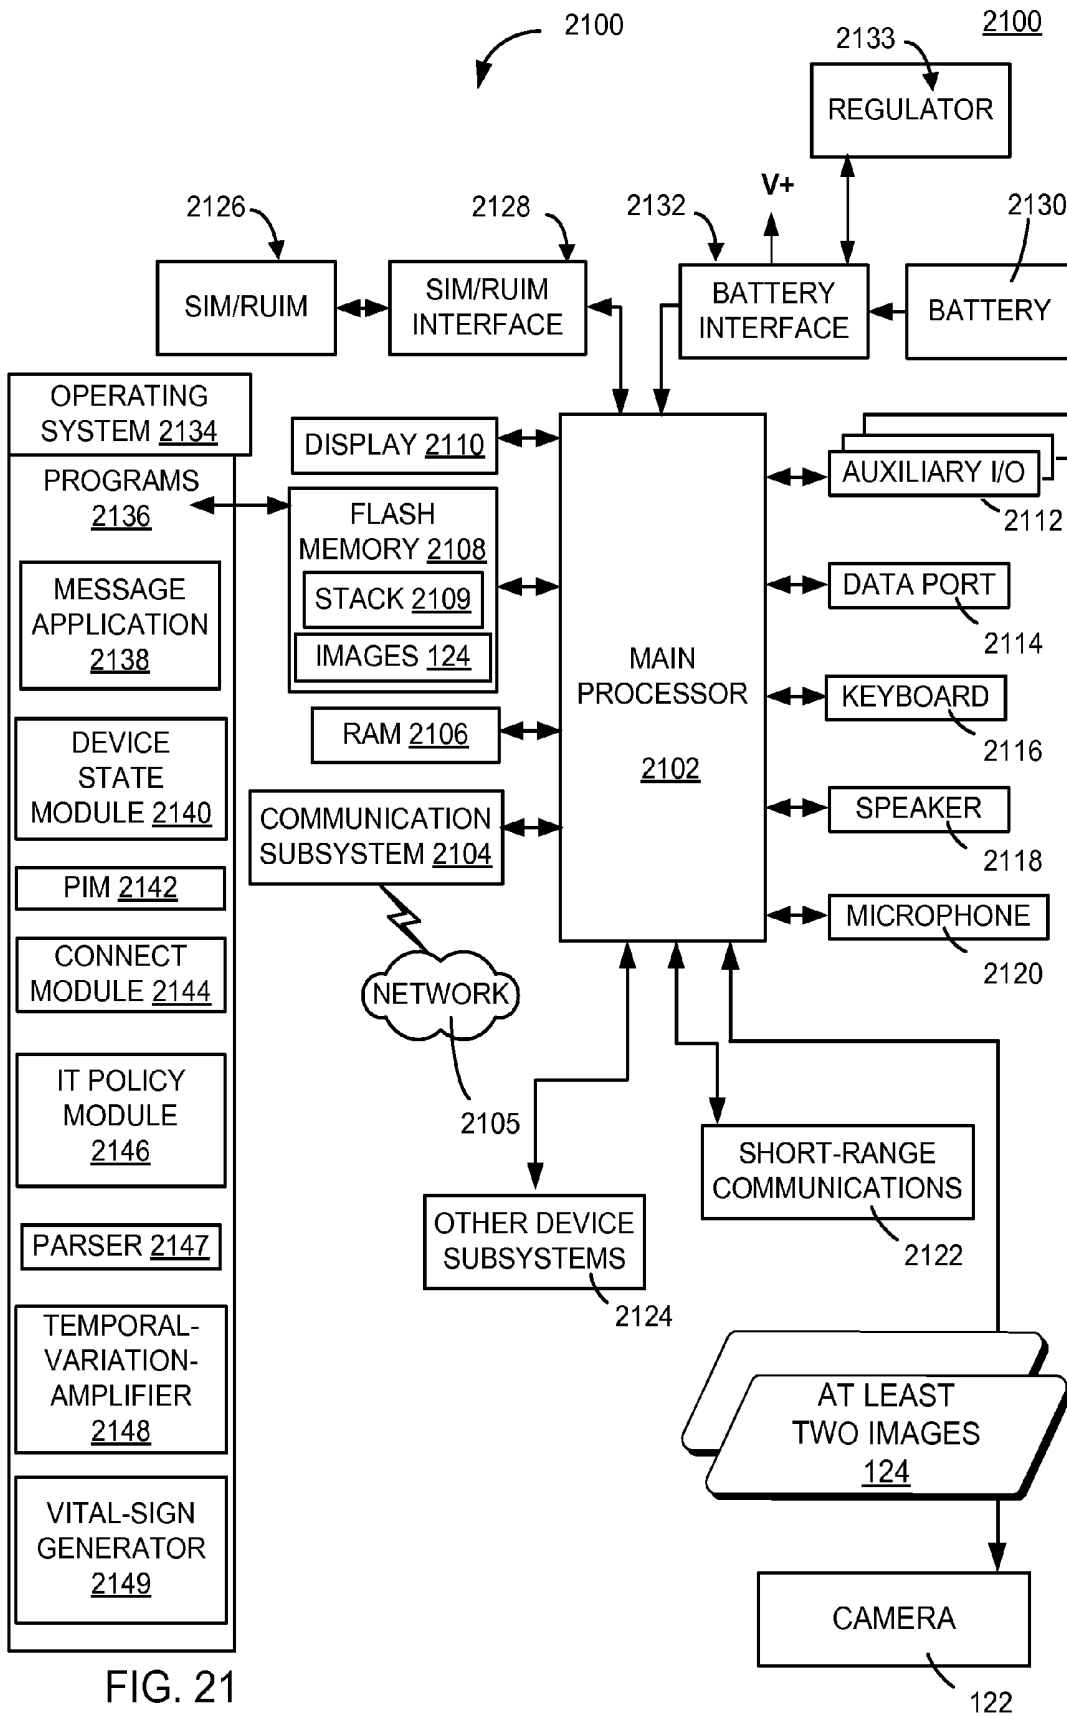 2100
2100
2133
REGULATOR
V+
2126
2128
2132
2130
SIM/RUIM
SIM/RUIM
INTERFACE
BATTERY
INTERFACE
BATTERY
OPERATING
SYSTEM 2134
PROGRAMS
2136
MESSAGE
APPLICATION
2138
DEVICE
STATE
MODULE 2140
PIM 2142
CONNECT
MODULE 2144
IT POLICY
MODULE
2146
PARSER 2147
TEMPORAL-
VARIATION-
AMPLIFIER
2148
VITAL-SIGN
GENERATOR
2149
DISPLAY 2110
FLASH
MEMORY 2108
STACK 2109
IMAGES 124
RAM 2106
COMMUNICATION
SUBSYSTEM 2104
NETWORK
2105
MAIN
PROCESSOR
2102
AUXILIARY I/O
2112
DATA PORT
2114
KEYBOARD
2116
SPEAKER
2118
MICROPHONE
2120
SHORT-RANGE
COMMUNICATIONS
2122
OTHER DEVICE
SUBSYSTEMS
2124
AT LEAST
TWO IMAGES
124
CAMERA
122
FIG. 21